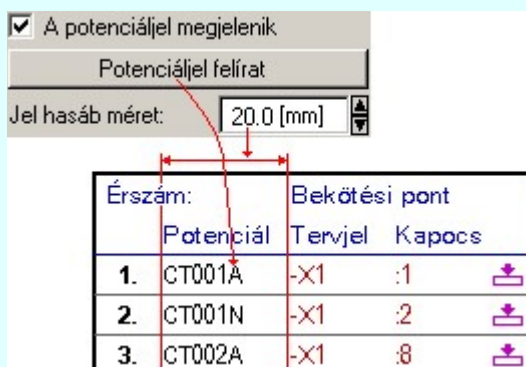 A potenciáljel megjelenik
Potenciáljel felírat
Jel hasáb méret: 20.0 [mm]
Érszám: Bekötési pont
Potenciál Tervjel Kapocs
1. CT001A -X1 :1
2. CT001N -X1 :2
3. CT002A -X1 :8